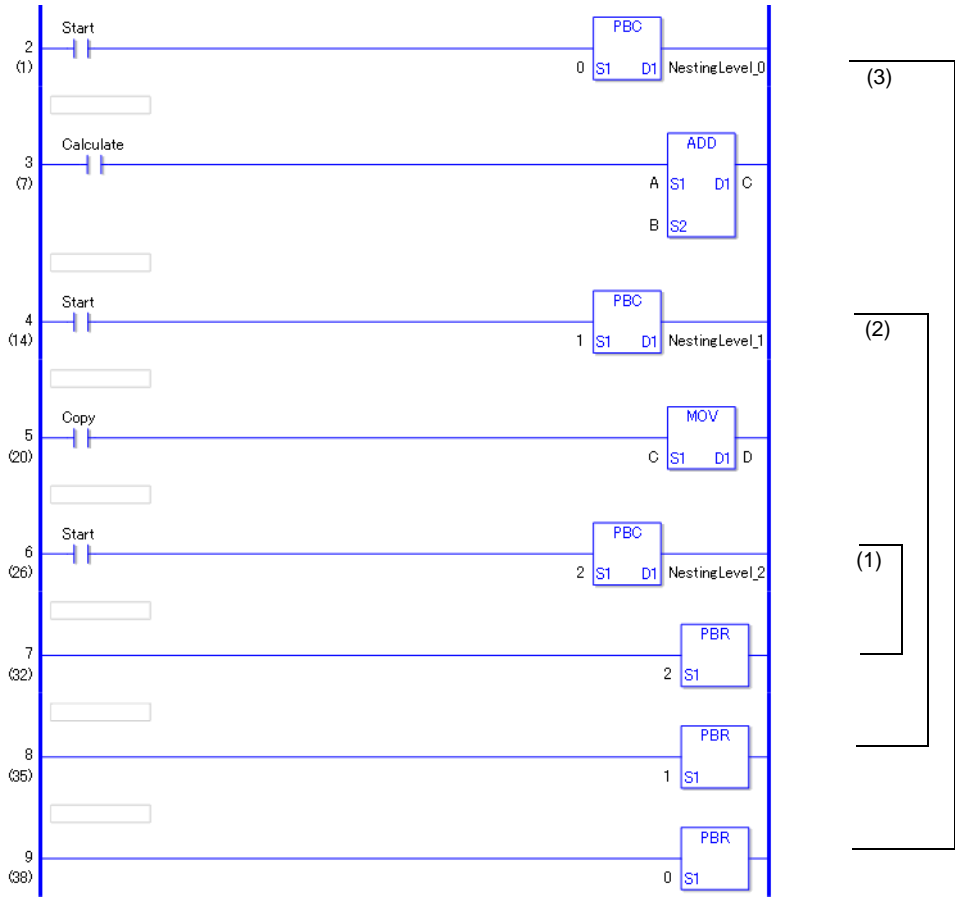 Start
PBC
2
(1)
0 S1 D1 NestingLevel_0
(3)
Calculate
ADD
3
(7)
A S1 D1 C
B S2
Start
PBC
4
(14)
1 S1 D1 NestingLevel_1
(2)
Copy
MOV
5
(20)
C S1 D1 D
Start
PBC
6
(26)
2 S1 D1 NestingLevel_2
(1)
PBR
7
(32)
2 S1
PBR
8
(35)
1 S1
PBR
9
(38)
0 S1